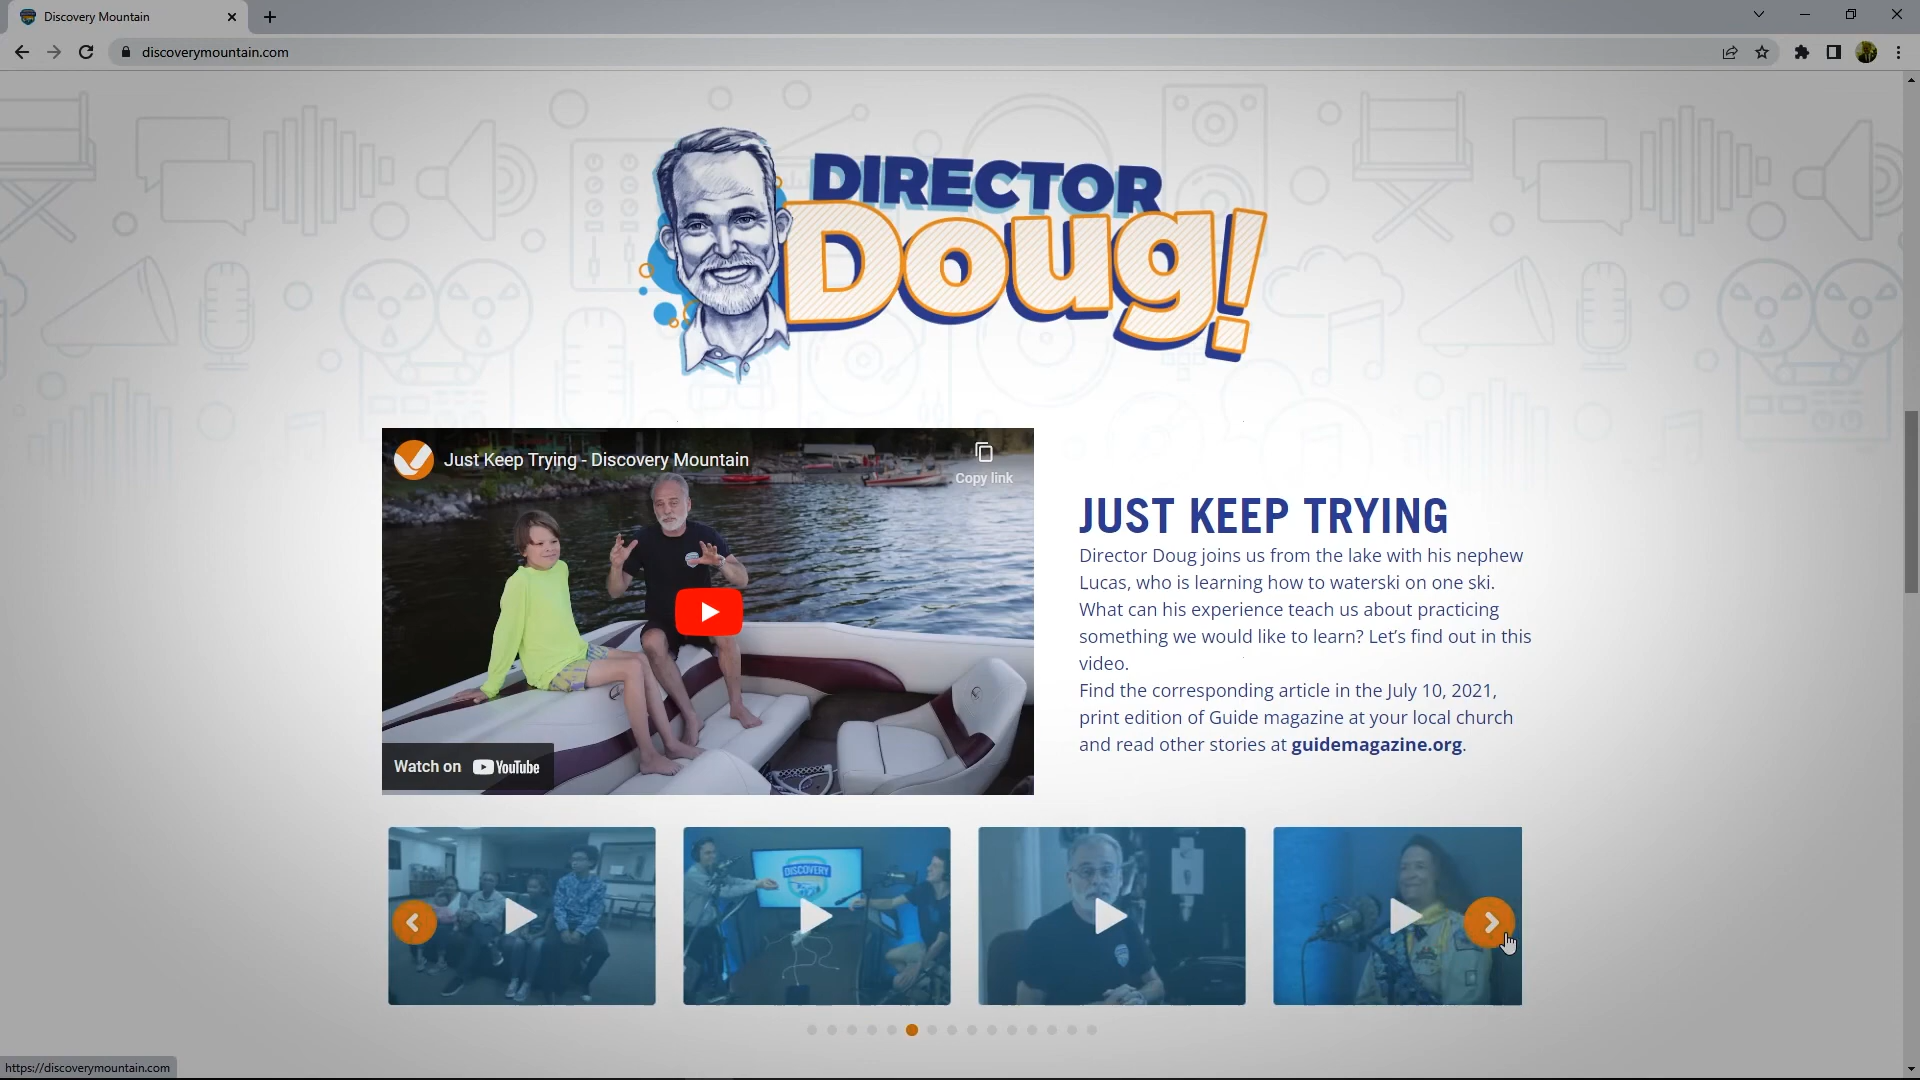 Discovery Mountain
discoverymountain.com
DIRECTOR
Doug!
Just Keep Trying - Discovery Mountain
Copy link
Watch on YouTube
JUST KEEP TRYING
Director Doug joins us from the lake with his nephew
Lucas, who is learning how to waterski on one ski.
What can his experience teach us about practicing
something we would like to learn? Let’s find out in this
video.
Find the corresponding article in the July 10, 2021,
print edition of Guide magazine at your local church
and read other stories at guidemagazine.org.
DISCOVERY
https://discoverymountain.com